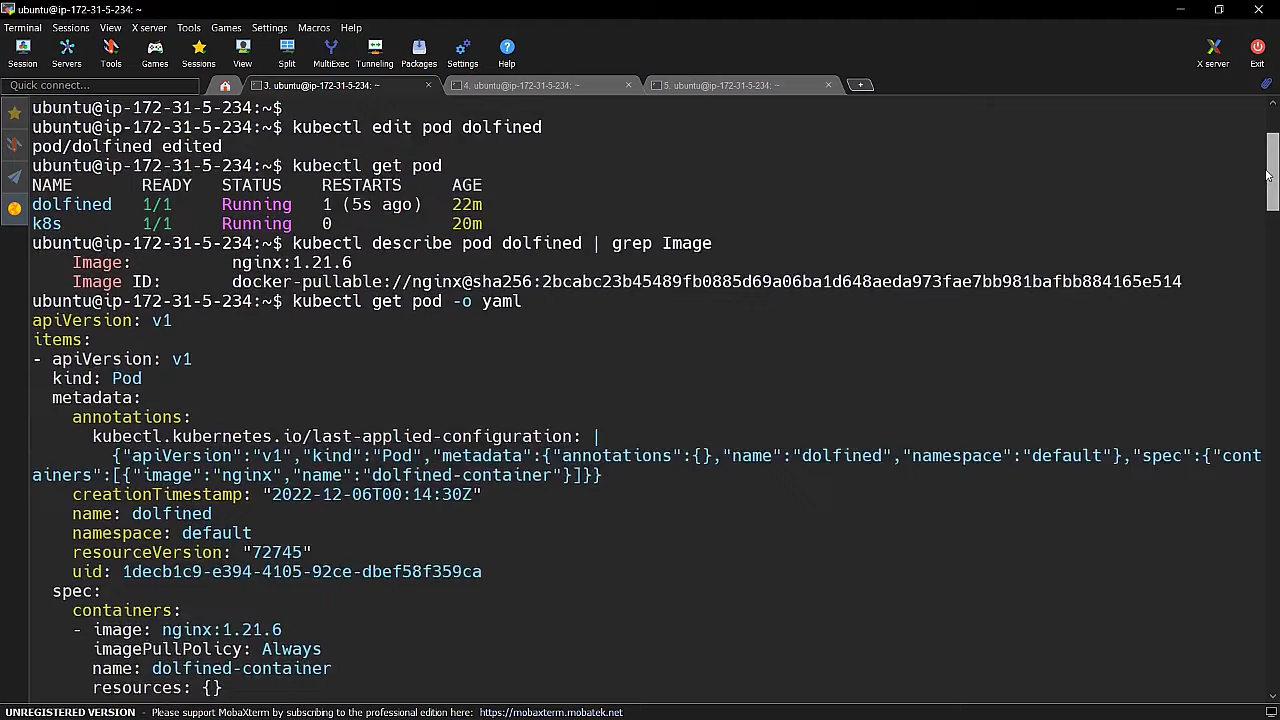 ubuntu@ip-172-31-5-234: ~
Terminal Sessions View X server Tools Games Settings Macros Help
Session Servers Tools Games Sessions View Split MultiExec Tunneling Packages Settings Help X server Exit
Quick connect... 3. ubuntu@ip-172-31-5-234: ~ 4. ubuntu@ip-172-31-5-234: ~ 5. ubuntu@ip-172-31-5-234: ~
ubuntu@ip-172-31-5-234:~$
ubuntu@ip-172-31-5-234:~$ kubectl edit pod dolfined
pod/dolfined edited
ubuntu@ip-172-31-5-234:~$ kubectl get pod
NAME READY STATUS RESTARTS AGE
dolfined 1/1 Running 1 (5s ago) 22m
k8s 1/1 Running 0 20m
ubuntu@ip-172-31-5-234:~$ kubectl describe pod dolfined | grep Image
Image: nginx:1.21.6
Image ID: docker-pullable://nginx@sha256:2bcabc23b45489fb0885d69a06ba1d648aeda973fae7bb981bafbb884165e514
ubuntu@ip-172-31-5-234:~$ kubectl get pod -o yaml
apiVersion: v1
items:
- apiVersion: v1
kind: Pod
metadata:
annotations:
kubectl.kubernetes.io/last-applied-configuration: |
{"apiVersion":"v1","kind":"Pod","metadata":{"annotations":{},"name":"dolfined","namespace":"default"},"spec":{"cont
ainers":[{"image":"nginx","name":"dolfined-container"}]}}
creationTimestamp: "2022-12-06T00:14:30Z"
name: dolfined
namespace: default
resourceVersion: "72745"
uid: 1decb1c9-e394-4105-92ce-dbef58f359ca
spec:
containers:
- image: nginx:1.21.6
imagePullPolicy: Always
name: dolfined-container
resources: {}
UNREGISTERED VERSION - Please support MobaXterm by subscribing to the professional edition here: https://mobaxterm.mobatek.net